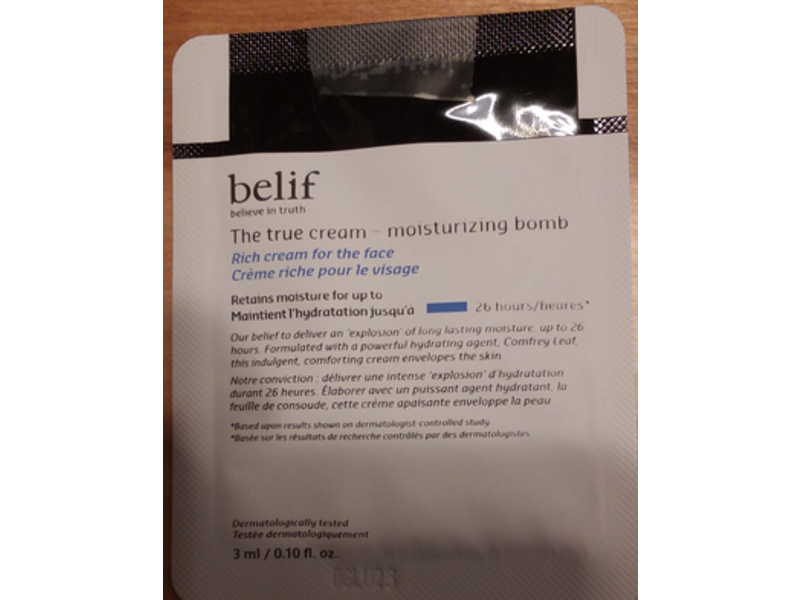 belif
believe in truth
The true cream - moisturizing bomb
Rich cream for the face
Crème riche pour le visage
Retains moisture for up to
Maintient l'hydratation jusqu'à 26 hours/heures*
Our belief to deliver an 'explosion' of long lasting moisture, up to 26
hours. Formulated with a powerful hydrating agent, Comfrey Leaf,
this indulgent, comforting cream envelopes the skin
Notre conviction : délivrer une intense 'explosion' d'hydratation
durant 26 heures. Élaborer avec un puissant agent hydratant, la
feuille de consoude, cette crème apaisante enveloppe la peau
*Based upon results shown on dermatologist-controlled study
*Basée sur les résultats de recherche contrôlés par des dermatologistes
Dermatologically tested
Testée dermatologiquement
3 ml / 0.10 fl. oz.